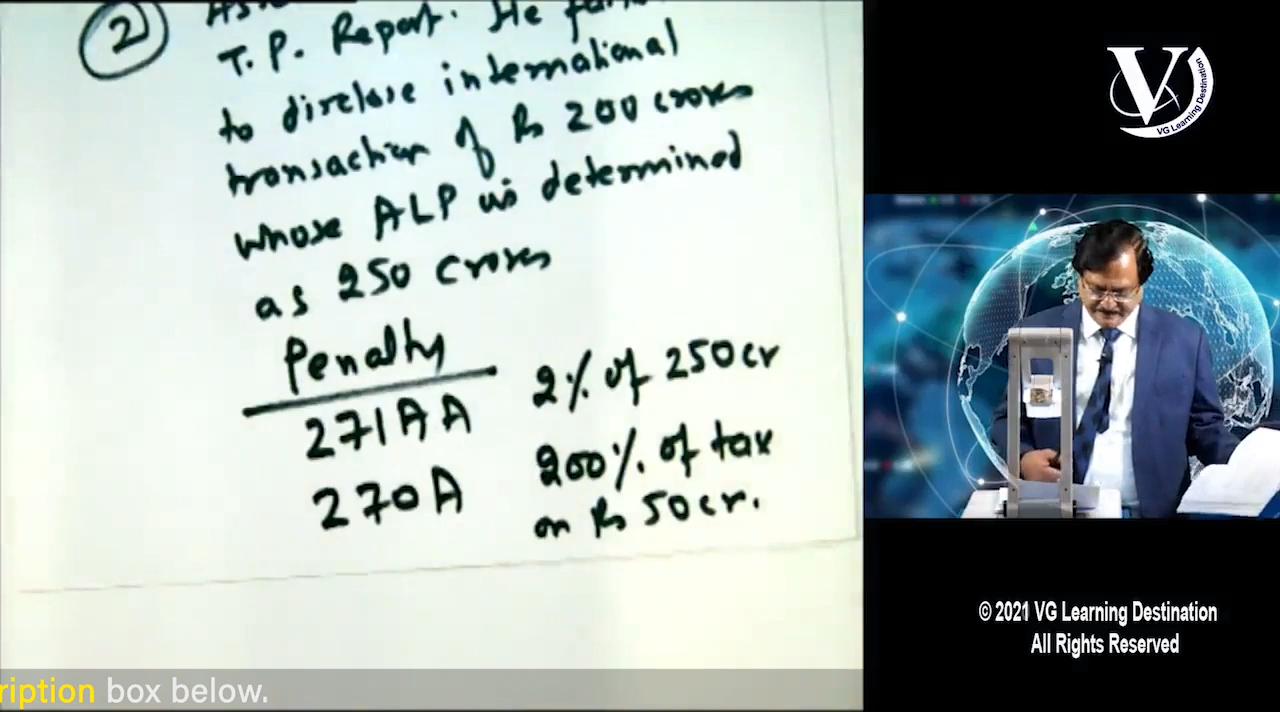 2
T.P. Report. He
to disclose international
transaction of Rs 200 crores
whose ALP is determined
as 250 crores
Penalty
271AA 2% of 250cr
270A 200% of tax
on Rs 50cr.
V
VG Learning Destination
© 2021 VG Learning Destination
All Rights Reserved
ription box below.